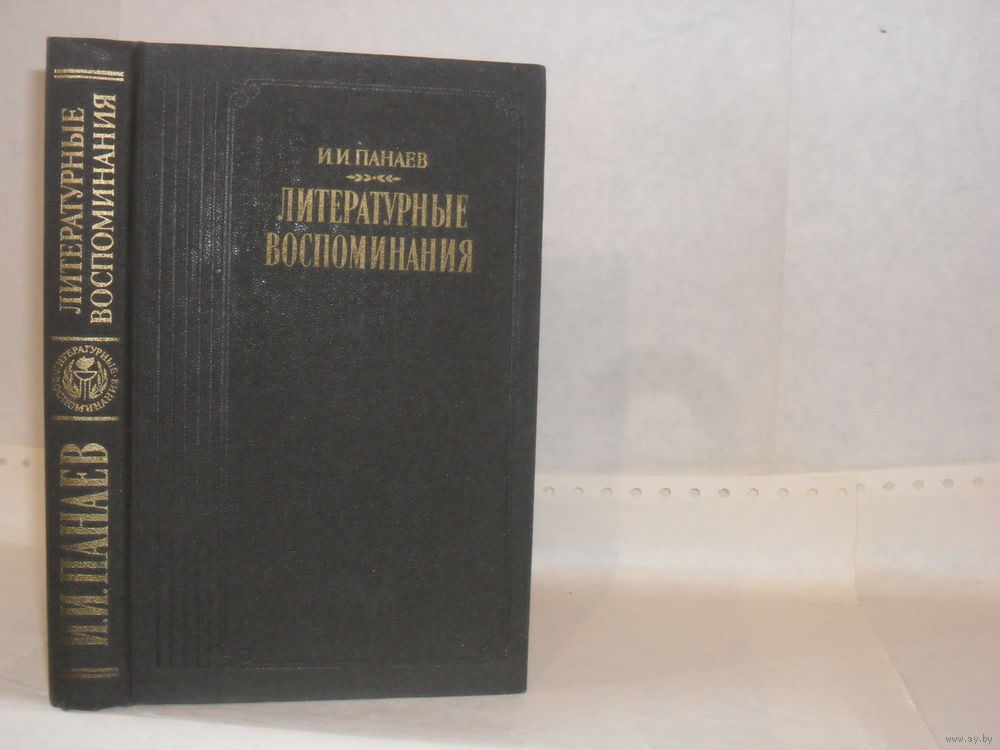 ЛИТЕРАТУРНЫЕ
ВОСПОМИНАНИЯ
ЛИТЕРАТУРНЫЕ ВОСПОМИНАНИЯ
И.И.ПАНАЕВ
И И ПАНАЕВ
ЛИТЕРАТУРНЫЕ
ВОСПОМИНАНИЯ
www.ay.by